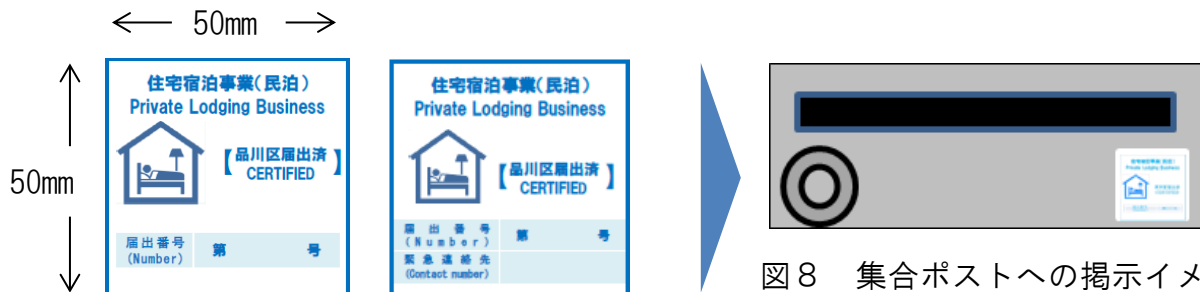 50mm
50mm
住宅宿泊事業(民泊)
Private Lodging Business
【品川区届出済
CERTIFIED】
届出番号
(Number)
第 号
住宅宿泊事業(民泊)
Private Lodging Business
【品川区届出済
CERTIFIED】
届出番号
(Number)
第 号
緊急連絡先
(Contact number)
図8 集合ポストへの掲示イメ